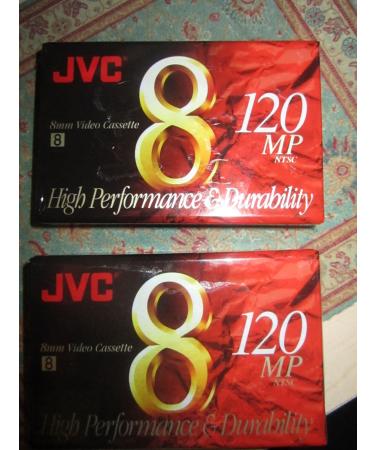 JVC
8
120
8mm Video Cassette
MP
8
NTSC
High Performance & Durability
JVC
8
120
8mm Video Cassette
MP
8
NTSC
High Performance & Durability